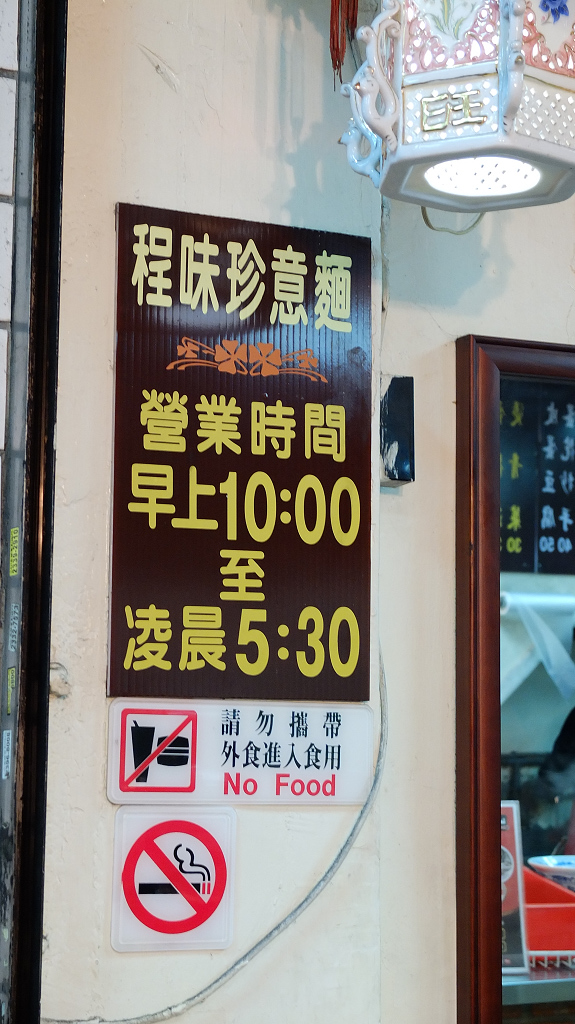 程味珍意麵
營業時間
早上10:00
至
凌晨5:30
請勿攜帶
外食進入食用
No Food
旺